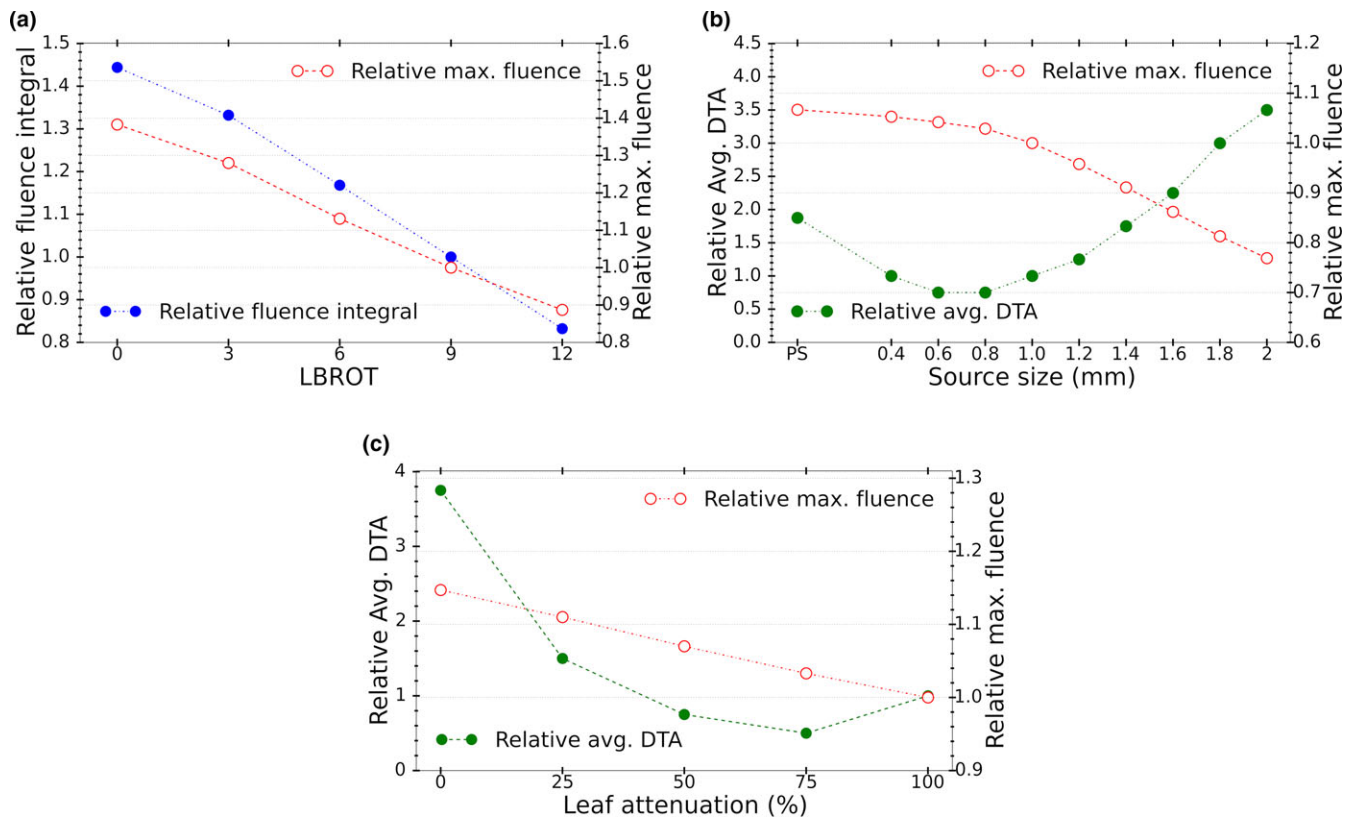 (a)
1.5
1.4
1.3
1.2
1.1
1.0
0.9
0.8
Relative fluence integral
Relative max. fluence
Relative fluence integral
0 3 6 9 12
LBROT
1.6
1.5
1.4
1.3
1.2
1.1
1.0
0.9
0.8
Relative max. fluence
(b)
4.5
4.0
3.5
3.0
2.5
2.0
1.5
1.0
0.5
0.0
Relative Avg. DTA
Relative max. fluence
Relative avg. DTA
PS 0.4 0.6 0.8 1.0 1.2 1.4 1.6 1.8 2
Source size (mm)
1.2
1.1
1.0
0.9
0.8
0.7
0.6
Relative max. fluence
(c)
4
3
2
1
0
Relative Avg. DTA
Relative max. fluence
Relative avg. DTA
0 25 50 75 100
Leaf attenuation (%)
1.3
1.2
1.1
1.0
0.9
Relative max. fluence